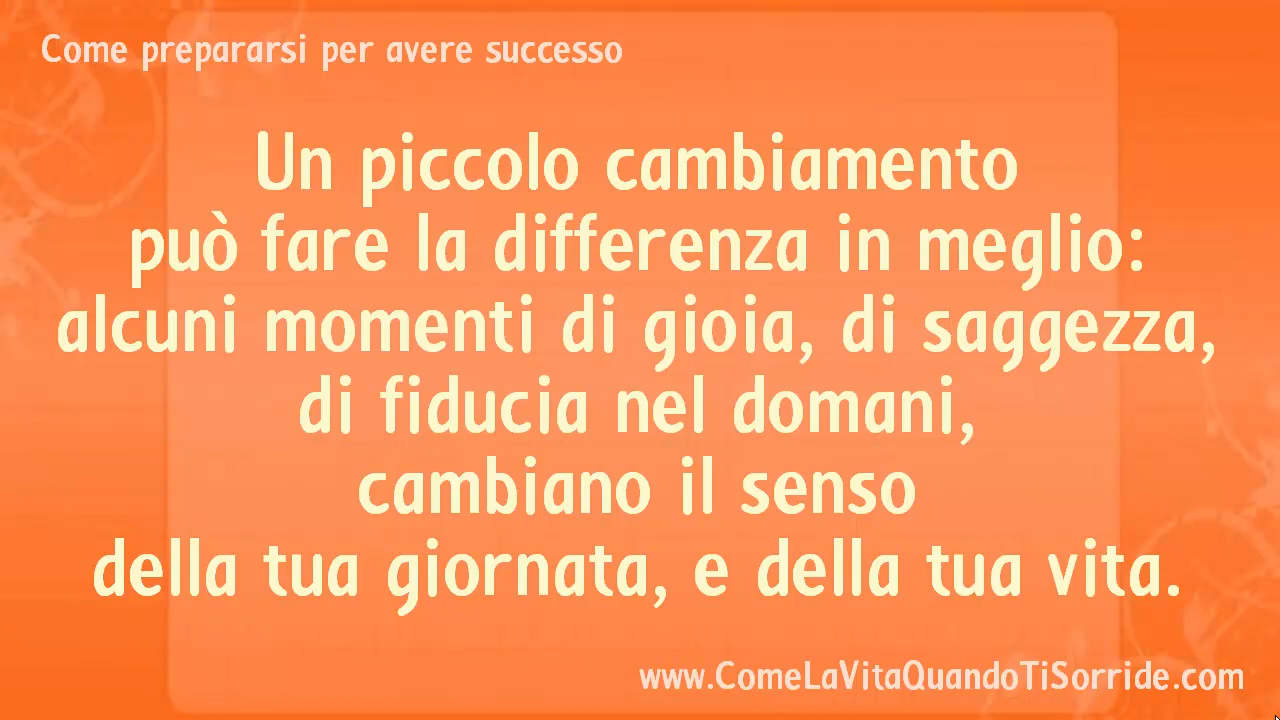 Come prepararsi per avere successo
Un piccolo cambiamento
può fare la differenza in meglio:
alcuni momenti di gioia, di saggezza,
di fiducia nel domani,
cambiano il senso
della tua giornata, e della tua vita.
www.ComeLaVitaQuandoTiSorride.com